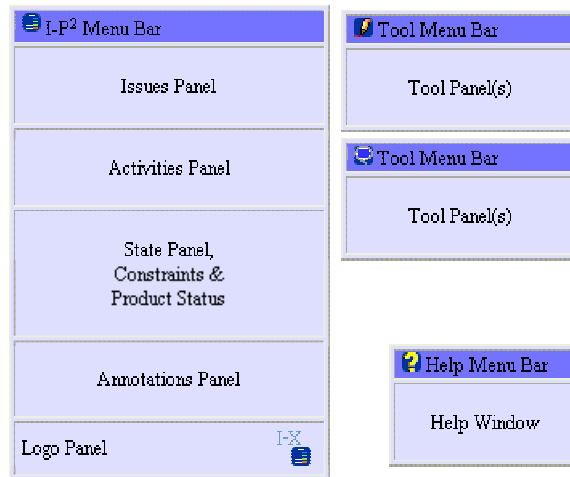 I-P² Menu Bar
Issues Panel
Activities Panel
State Panel,
Constraints &
Product Status
Annotations Panel
Logo Panel
I-X
Tool Menu Bar
Tool Panel(s)
Tool Menu Bar
Tool Panel(s)
Help Menu Bar
Help Window